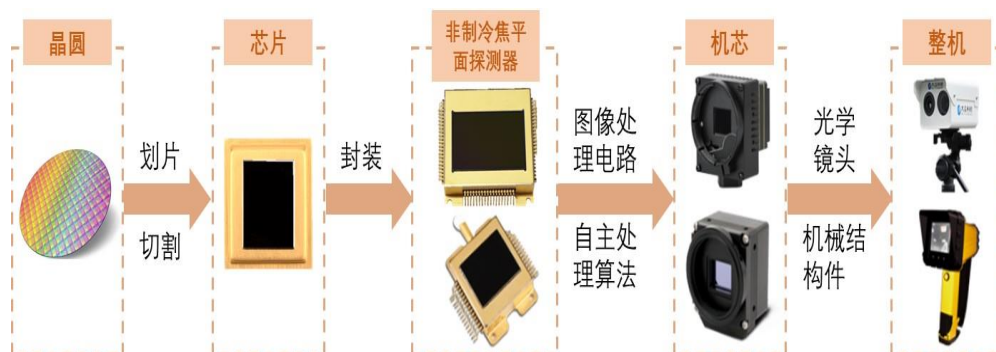 晶圆
划片
切割
芯片
封装
非制冷焦平
面探测器
图像处
理电路
自主处
理算法
机芯
光学
镜头
机械结
构件
整机